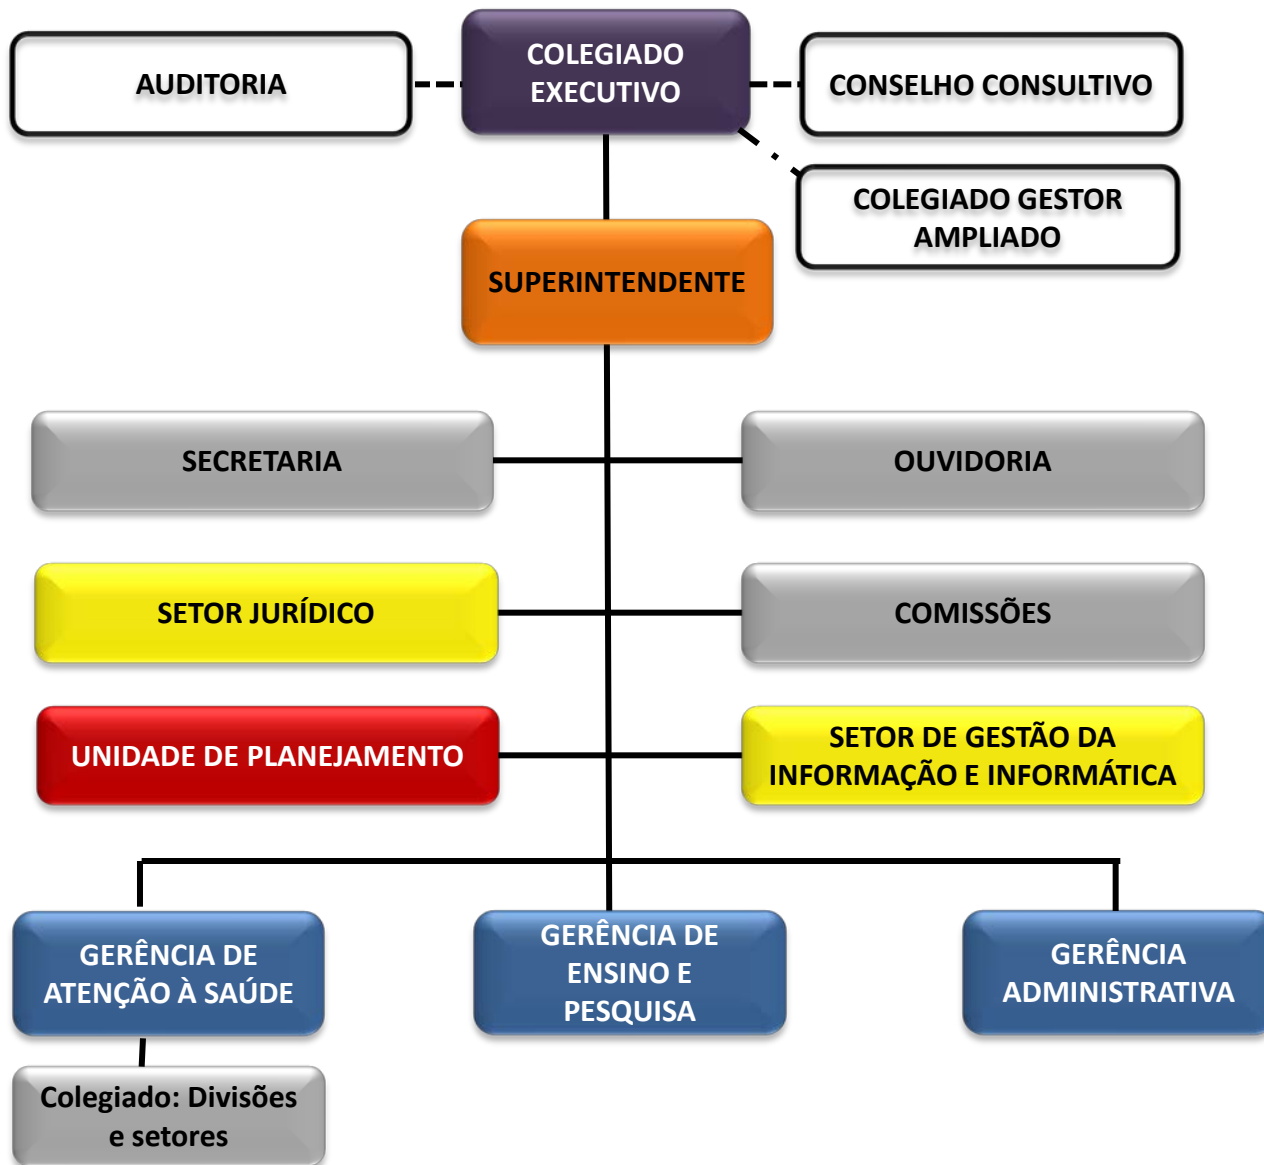 AUDITORIA
COLEGIADO
EXECUTIVO
CONSELHO CONSULTIVO
COLEGIADO GESTOR
AMPLIADO
SUPERINTENDENTE
SECRETARIA
OUVIDORIA
SETOR JURÍDICO
COMISSÕES
UNIDADE DE PLANEJAMENTO
SETOR DE GESTÃO DA
INFORMAÇÃO E INFORMÁTICA
GERÊNCIA DE
ATENÇÃO À SAÚDE
GERÊNCIA DE
ENSINO E
PESQUISA
GERÊNCIA
ADMINISTRATIVA
Colegiado: Divisões
e setores